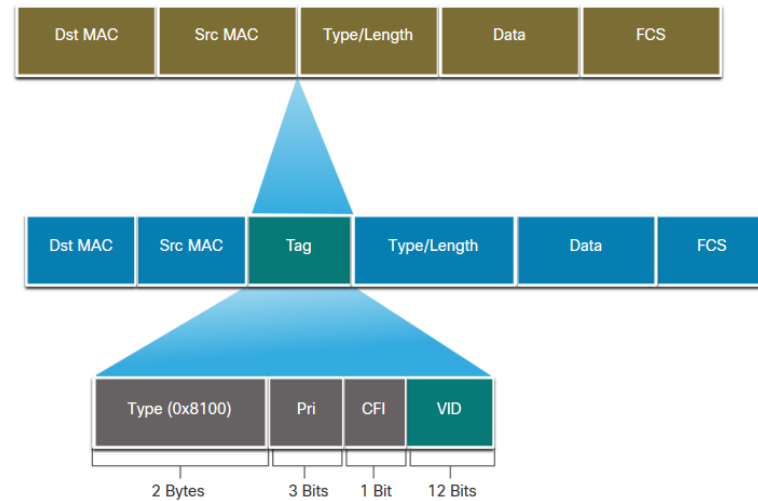 Dst MAC Src MAC Type/Length Data FCS
Dst MAC Src MAC Tag Type/Length Data FCS
Type (0x8100) Pri CFI VID
2 Bytes 3 Bits 1 Bit 12 Bits